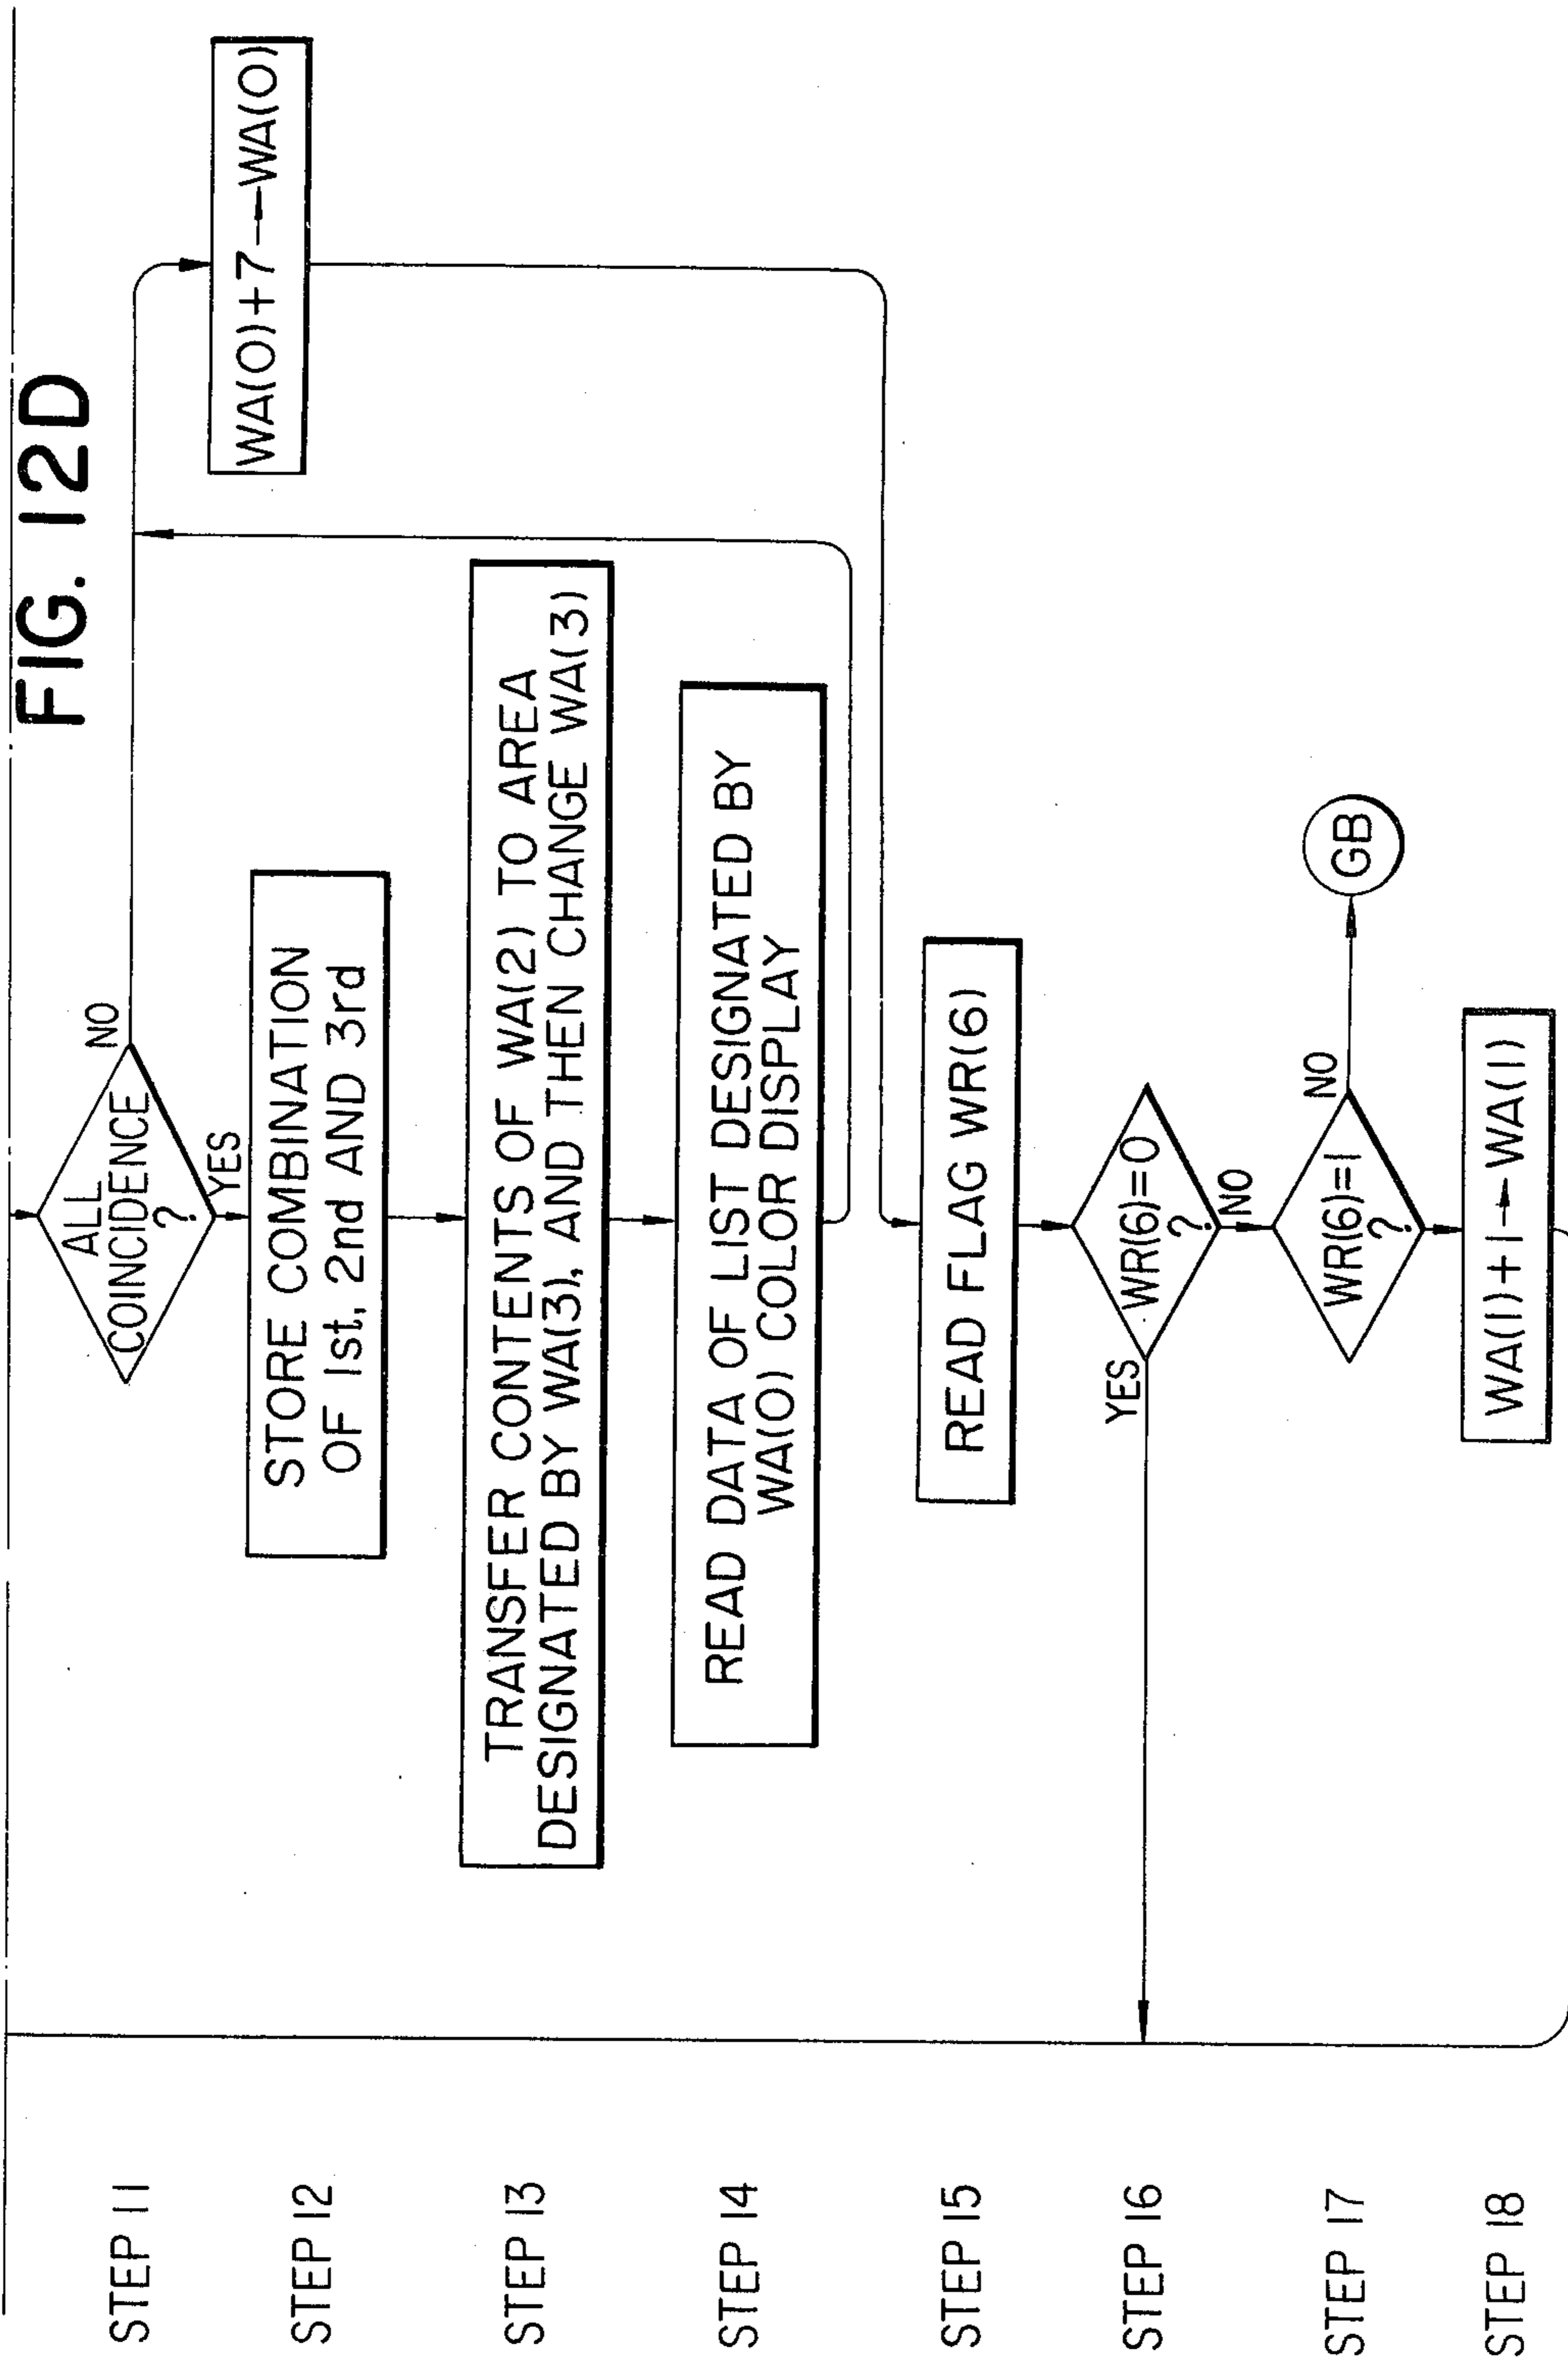 FIG. 12D
STEP 11
ALL
COINCIDENCE
?
NO
YES
WA(0)+7→WA(0)
STEP 12
STORE COMBINATION
OF 1st, 2nd AND 3rd
STEP 13
TRANSFER CONTENTS OF WA(2) TO AREA
DESIGNATED BY WA(3), AND THEN CHANGE WA(3)
STEP 14
READ DATA OF LIST DESIGNATED BY
WA(0) COLOR DISPLAY
STEP 15
READ FLAG WR(6)
STEP 16
YES
WR(6)=0
?
NO
STEP 17
WR(6)=1
?
NO
GB
STEP 18
WA(1)+1→WA(1)